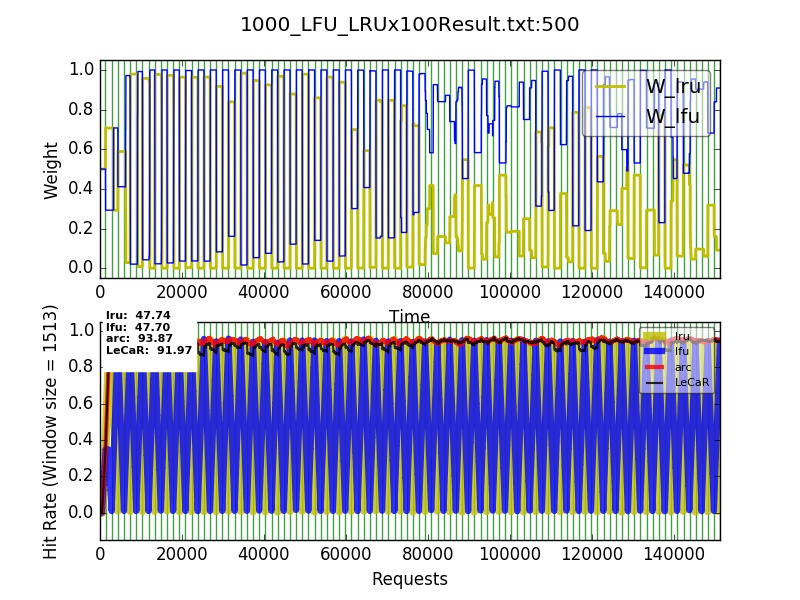 1000_LFU_LRUx100Result.txt:500
1.0
0.8
0.6
0.4
0.2
0.0
Weight
W_lru
W_lfu
0 20000 40000 60000 80000 100000 120000 140000
Time
lru: 47.74
lfu: 47.70
arc: 93.87
LeCaR: 91.97
1.0
0.8
0.6
0.4
0.2
0.0
Hit Rate (Window size = 1513)
lru
lfu
arc
LeCaR
0 20000 40000 60000 80000 100000 120000 140000
Requests